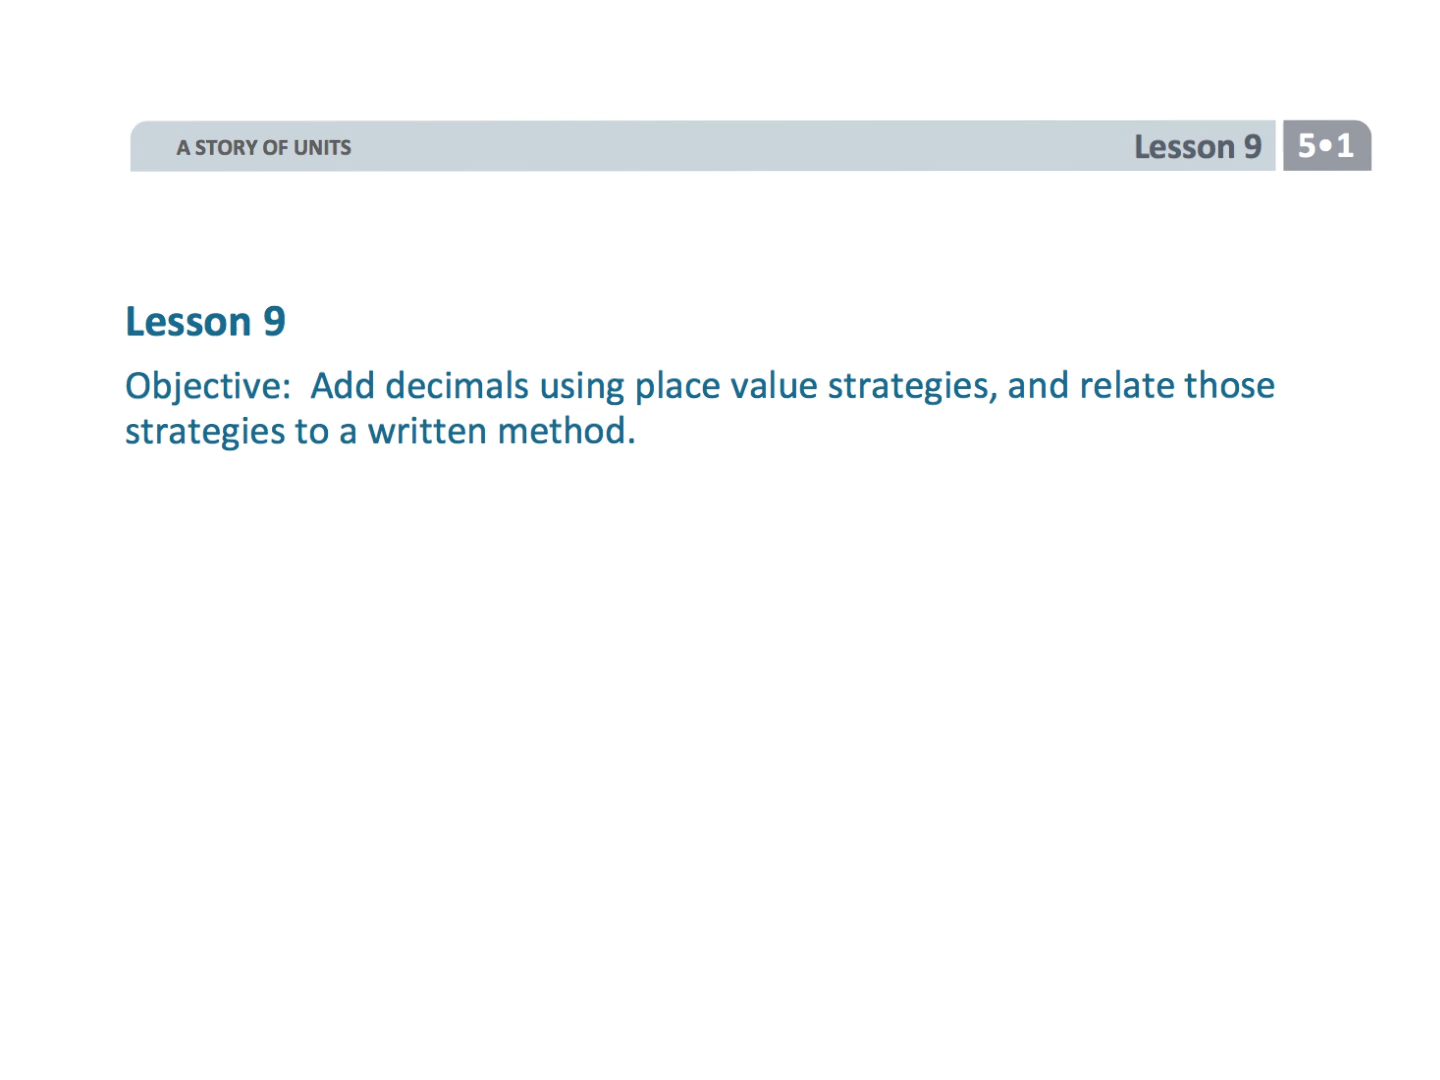 A STORY OF UNITS
Lesson 9
5•1
Lesson 9
Objective:  Add decimals using place value strategies, and relate those
strategies to a written method.